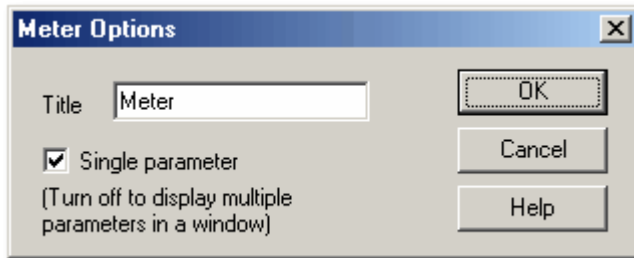 Meter Options
Title Meter
OK
Single parameter
Cancel
(Turn off to display multiple
parameters in a window)
Help